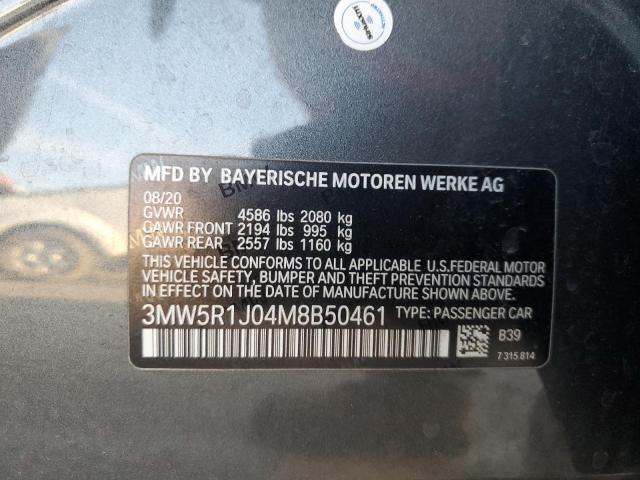 MFD BY BAYERISCHE MOTOREN WERKE AG
08/20
GVWR 4586 lbs 2080 kg
GAWR FRONT 2194 lbs 995 kg
GAWR REAR 2557 lbs 1160 kg
THIS VEHICLE CONFORMS TO ALL APPLICABLE U.S.FEDERAL MOTOR
VEHICLE SAFETY, BUMPER AND THEFT PREVENTION STANDARDS IN
EFFECT ON THE DATE OF MANUFACTURE SHOWN ABOVE.
3MW5R1J04M8B50461 TYPE: PASSENGER CAR
B39
7 315 814